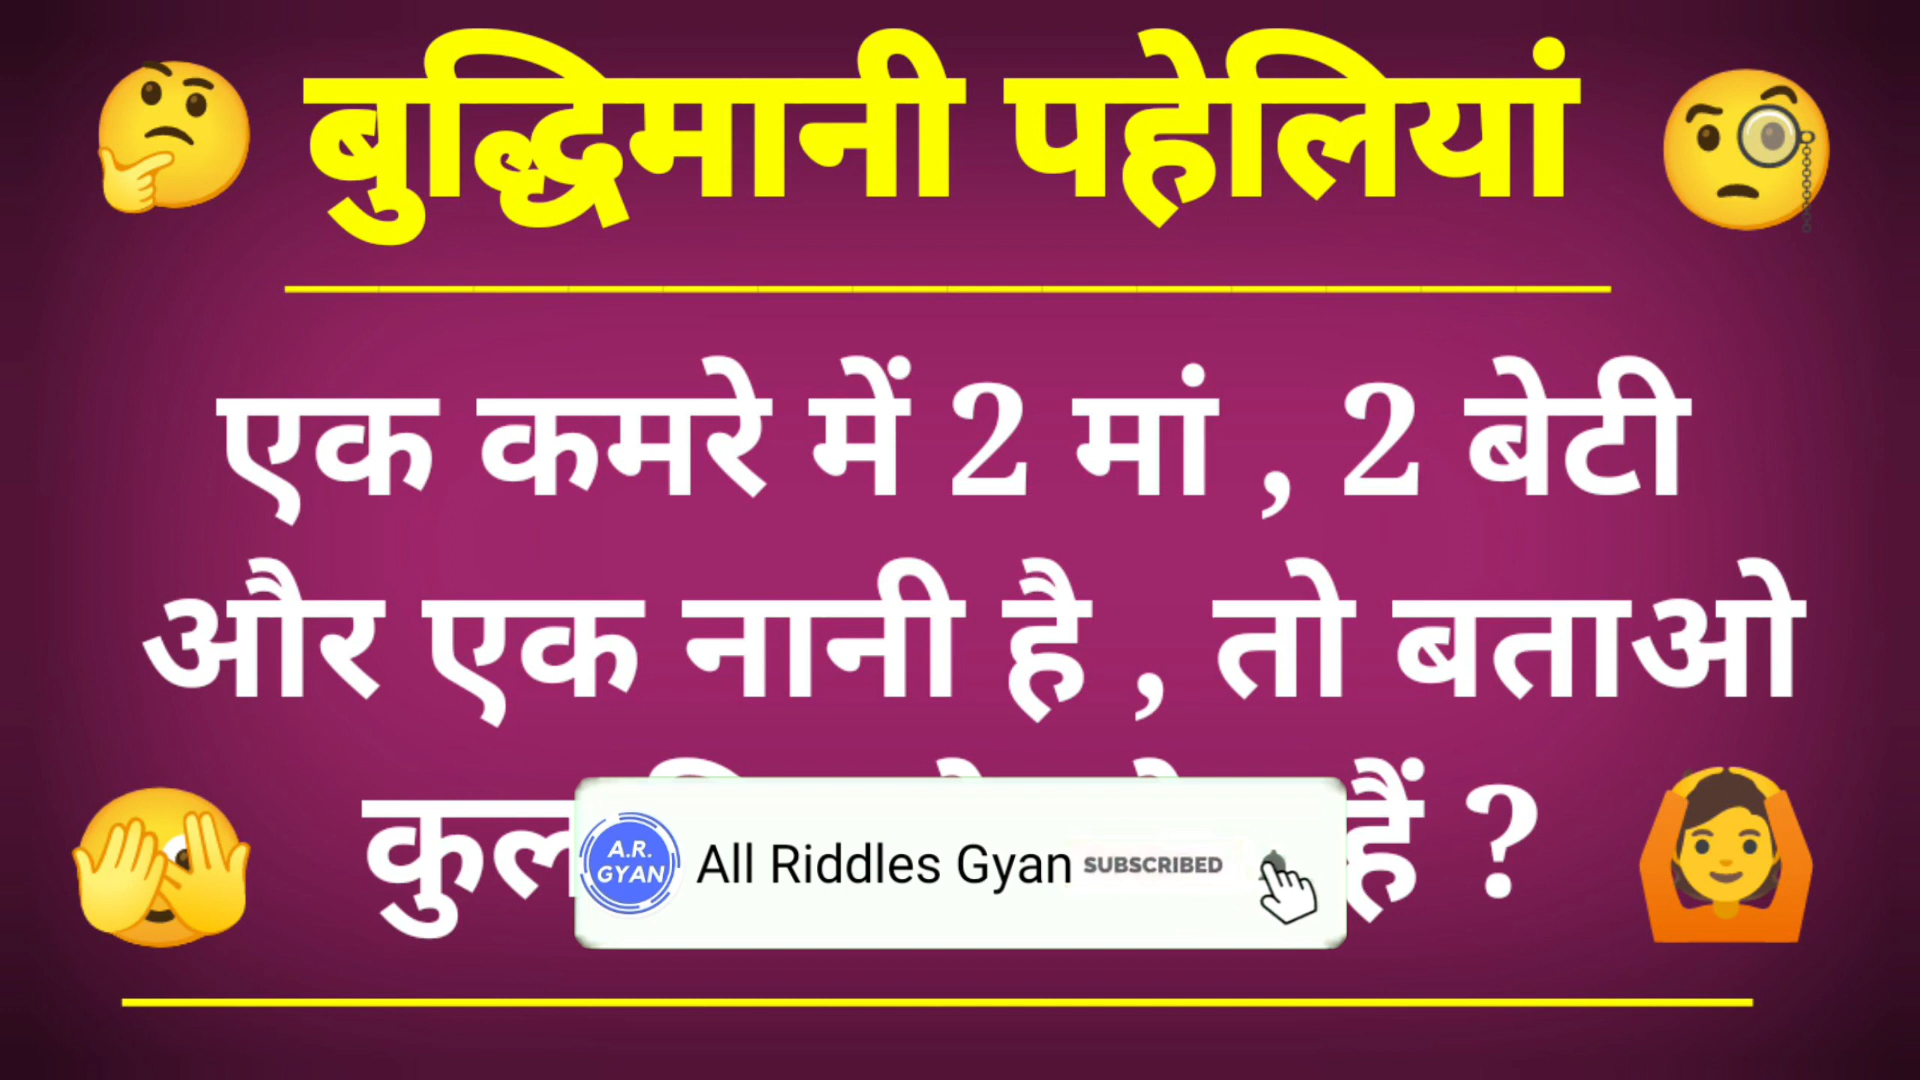 बुद्धिमानी पहेलियां
एक कमरे में 2 मां , 2 बेटी
और एक नानी है , तो बताओ
कुल हैं ?
A.R. GYAN
All Riddles Gyan SUBSCRIBED